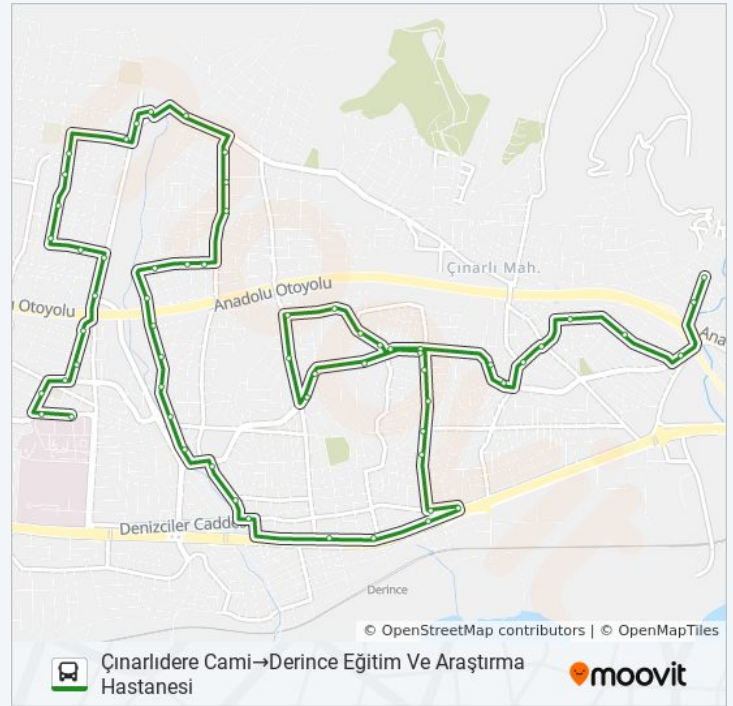 Çınarlı Mah.
Anadolu Otoyolu
Otoyolu
Ana
Denizciler Caddes
Derince
© OpenStreetMap contributors | © OpenMapTiles
Çınarlıdere Cami→Derince Eğitim Ve Araştırma
Hastanesi
moovit